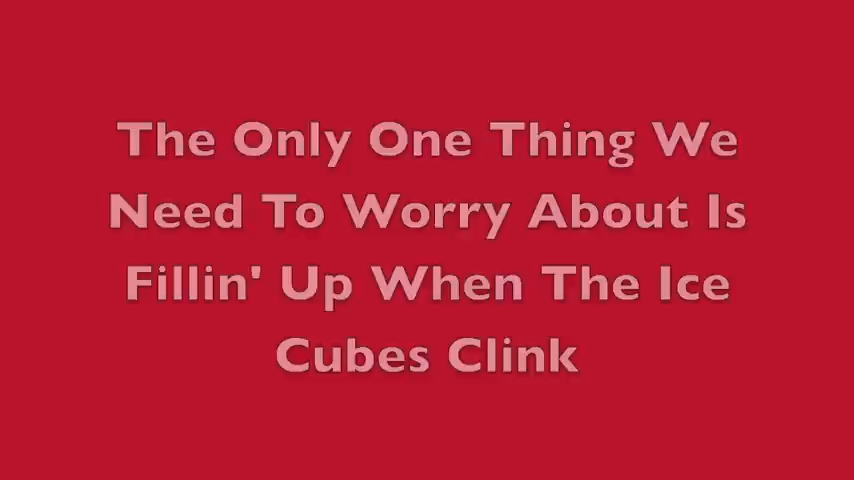 The Only One Thing We
Need To Worry About Is
Fillin' Up When The Ice
Cubes Clink